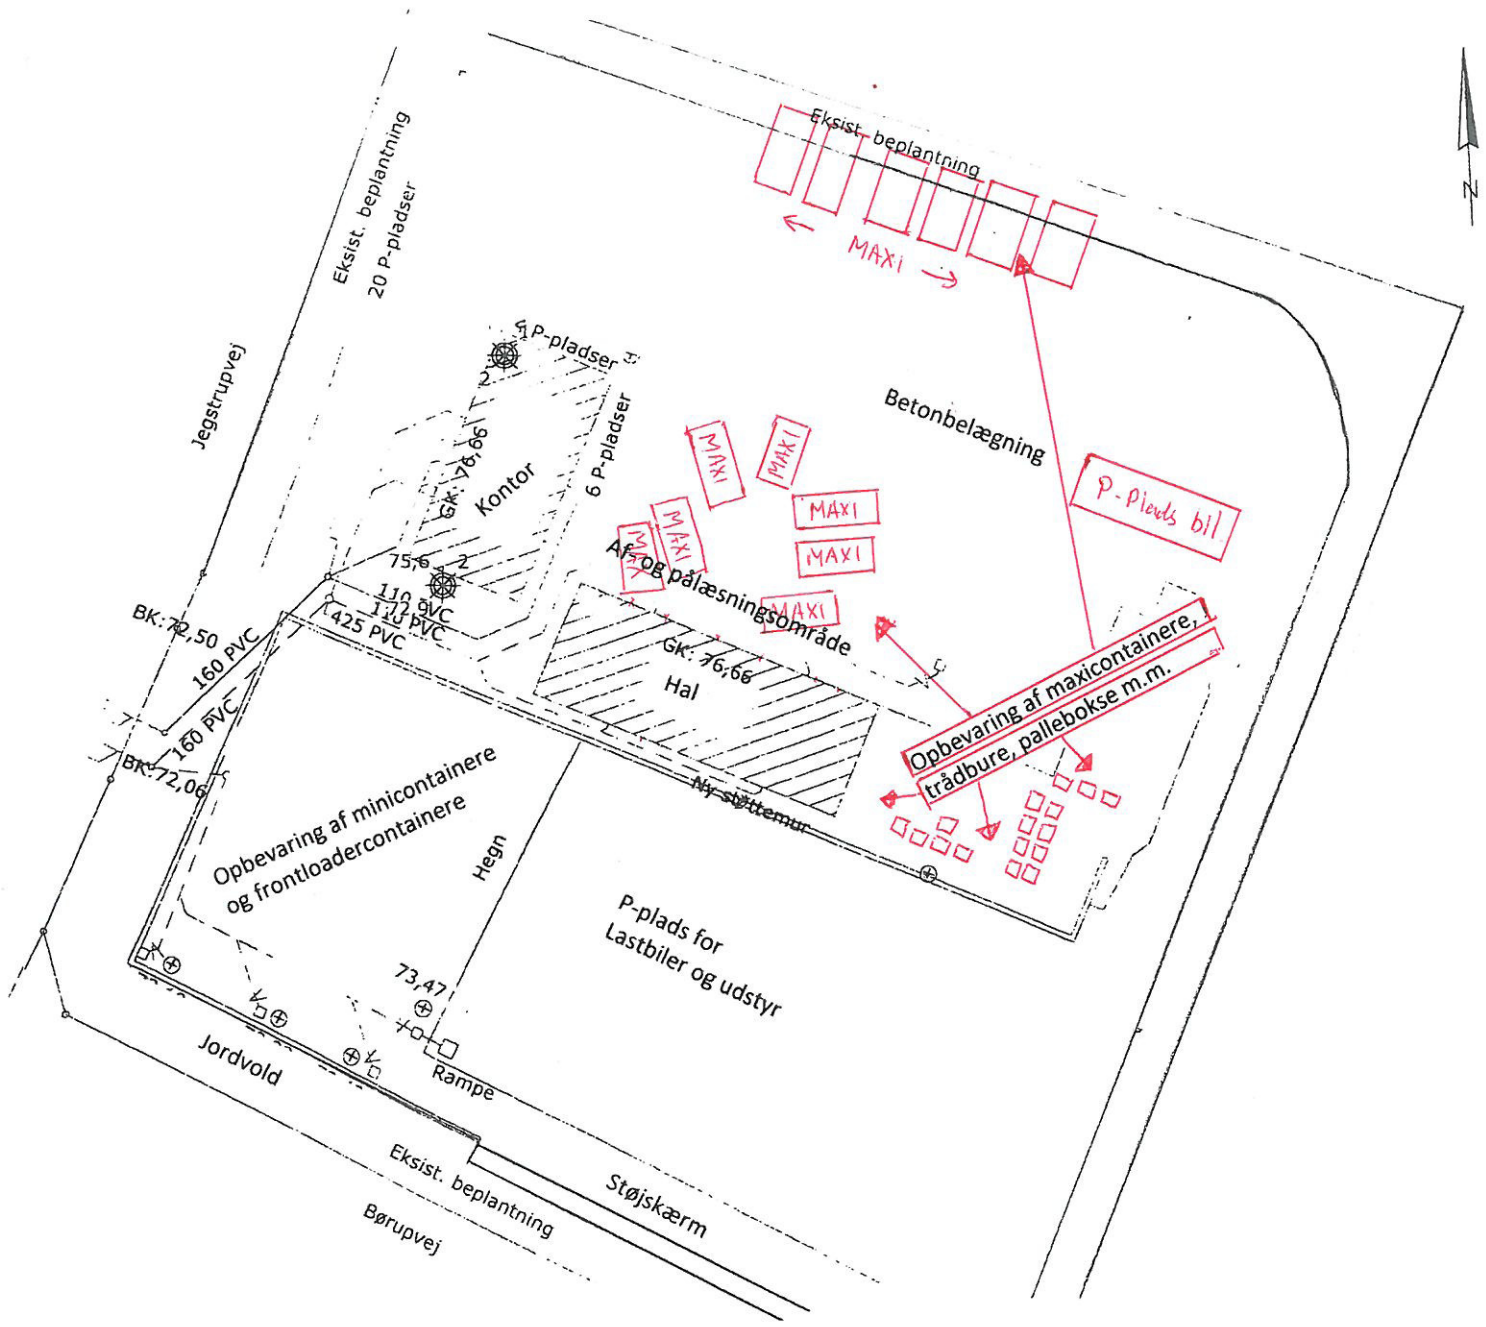 Eksist. beplantning
Eksist. beplantning
20 P-pladser
← MAXI →
N
P-pladser
2
6 P-pladser
Jegstrupvej
GK: 76,66
Kontor
Betonbelægning
MAXI
MAXI
MAXI
MAXI
MAXI
MAXI
MAXI
P-Plads bil
Af- og pålæsningsområde
75,6
2
110 PVC
110 PVC
425 PVC
BK:72,50
160 PVC
160 PVC
BK:72,06
GK: 76,66
Hal
Opbevaring af maxicontainere,
trådbure, pallebokse m.m.
Ny støttemur
Opbevaring af minicontainere
og frontloadercontainere
Hegn
P-plads for
Lastbiler og udstyr
73,47
Rampe
Jordvold
Eksist. beplantning
Støjskærm
Børupvej